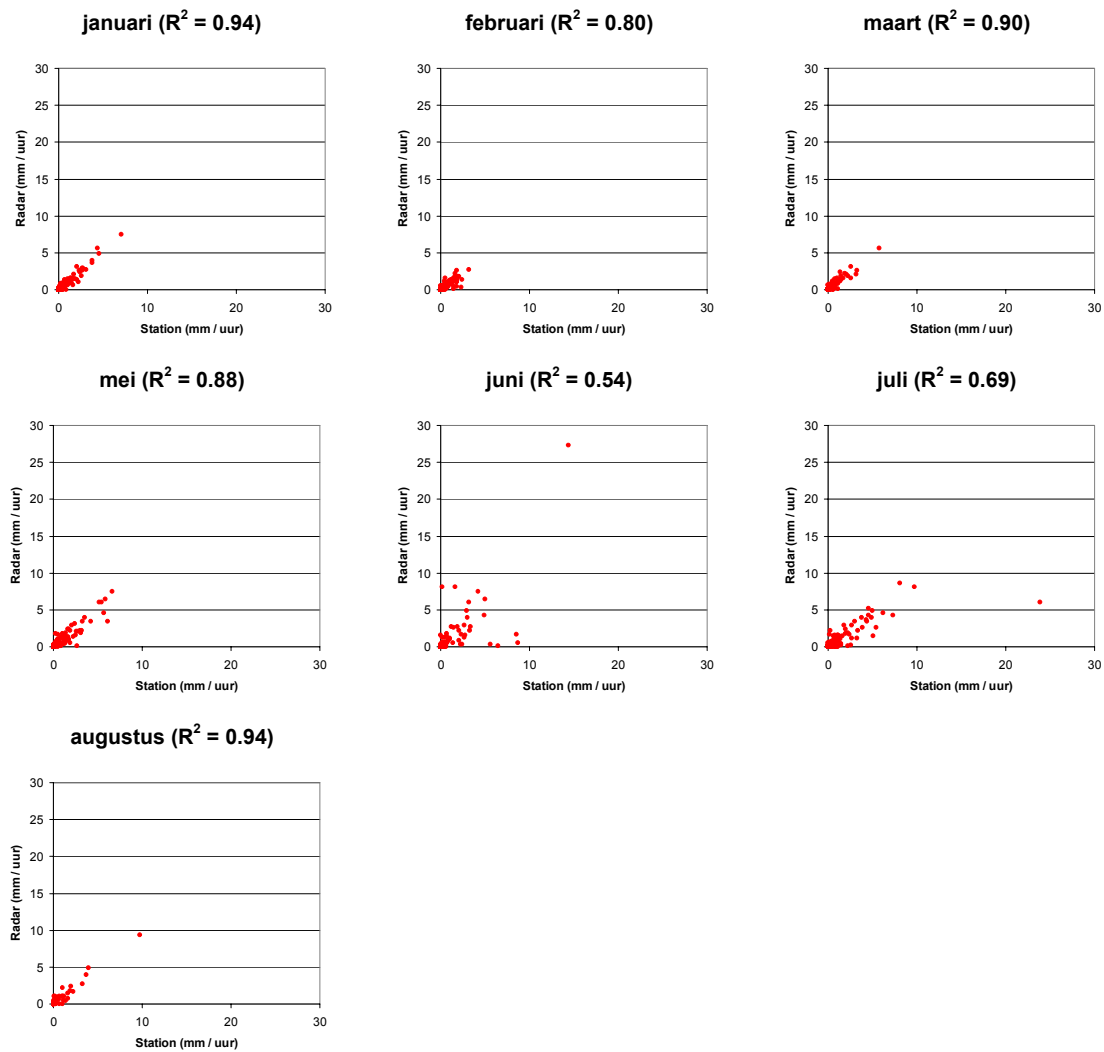 januari (R² = 0.94)
februari (R² = 0.80)
maart (R² = 0.90)
30
25
20
15
10
5
0
Radar (mm / uur)
0 10 20 30
Station (mm / uur)
30
25
20
15
10
5
0
Radar (mm / uur)
0 10 20 30
Station (mm / uur)
30
25
20
15
10
5
0
Radar (mm / uur)
0 10 20 30
Station (mm / uur)
mei (R² = 0.88)
juni (R² = 0.54)
juli (R² = 0.69)
30
25
20
15
10
5
0
Radar (mm / uur)
0 10 20 30
Station (mm / uur)
30
25
20
15
10
5
0
Radar (mm / uur)
0 10 20 30
Station (mm / uur)
30
25
20
15
10
5
0
Radar (mm / uur)
0 10 20 30
Station (mm / uur)
augustus (R² = 0.94)
30
25
20
15
10
5
0
Radar (mm / uur)
0 10 20 30
Station (mm / uur)